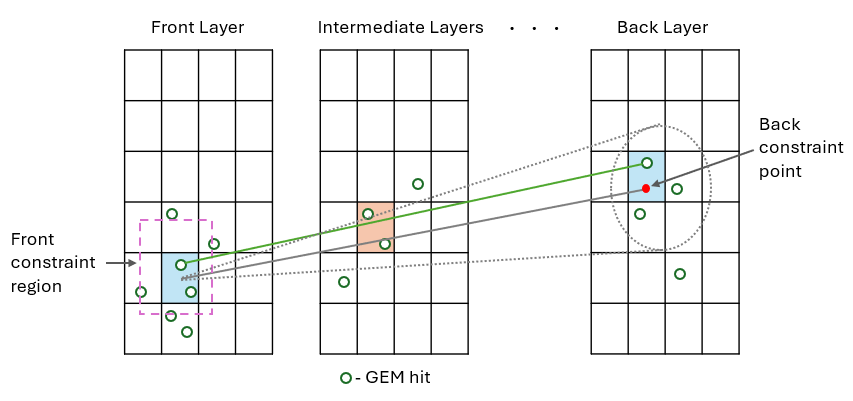 Front Layer
Intermediate Layers . . .
Back Layer
Back
constraint
point
Front
constraint
region
- GEM hit